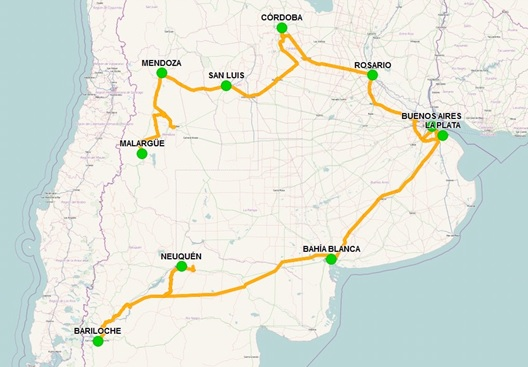 CÓRDOBA
MENDOZA
ROSARIO
SAN LUIS
BUENOS AIRES
LA PLATA
MALARGÜE
BAHÍA BLANCA
NEUQUÉN
BARILOCHE